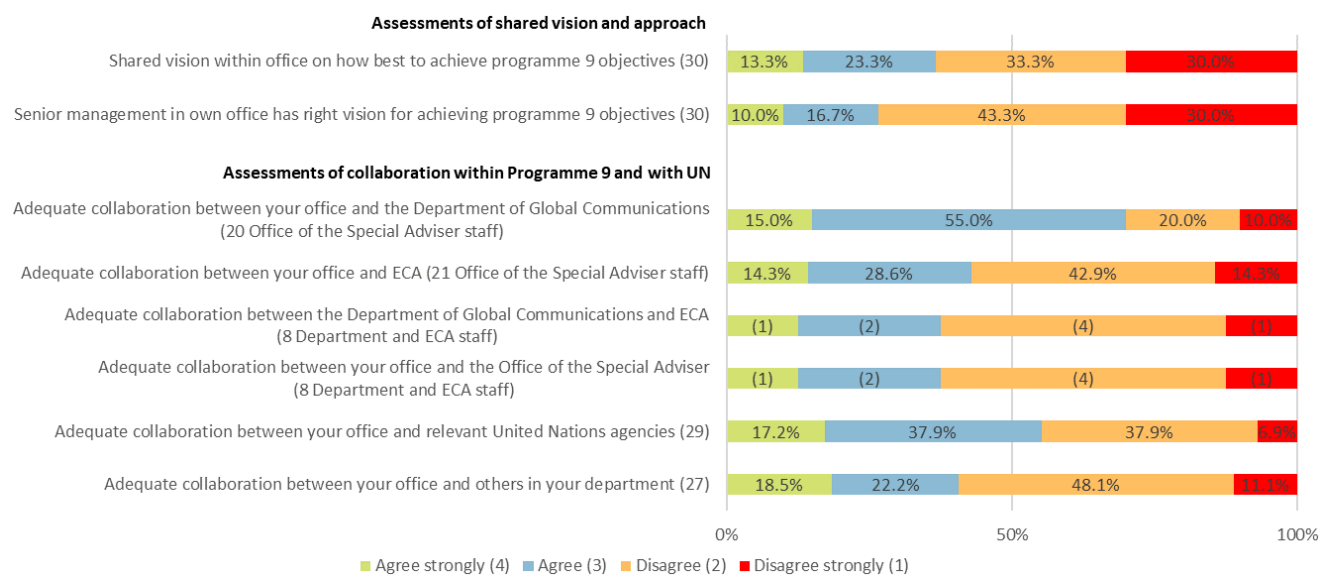 Assessments of shared vision and approach
Shared vision within office on how best to achieve programme 9 objectives (30)
13.3% 23.3% 33.3% 30.0%
Senior management in own office has right vision for achieving programme 9 objectives (30)
10.0% 16.7% 43.3% 30.0%
Assessments of collaboration within Programme 9 and with UN
Adequate collaboration between your office and the Department of Global Communications
(20 Office of the Special Adviser staff)
15.0% 55.0% 20.0% 10.0%
Adequate collaboration between your office and ECA (21 Office of the Special Adviser staff)
14.3% 28.6% 42.9% 14.3%
Adequate collaboration between the Department of Global Communications and ECA
(8 Department and ECA staff)
(1) (2) (4) (1)
Adequate collaboration between your office and the Office of the Special Adviser
(8 Department and ECA staff)
(1) (2) (4) (1)
Adequate collaboration between your office and relevant United Nations agencies (29)
17.2% 37.9% 37.9% 6.9%
Adequate collaboration between your office and others in your department (27)
18.5% 22.2% 48.1% 11.1%
0% 50% 100%
Agree strongly (4) Agree (3) Disagree (2) Disagree strongly (1)